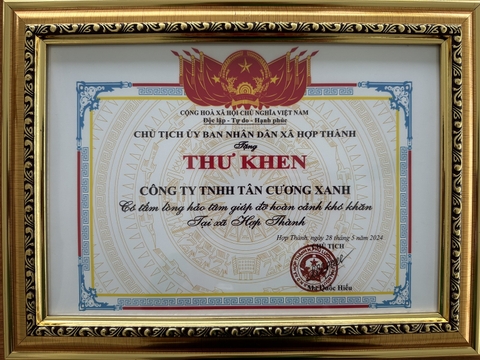 CỘNG HOÀ XÃ HỘI CHỦ NGHĨA VIỆT NAM
Độc lập - Tự do - Hạnh phúc
CHỦ TỊCH ỦY BAN NHÂN DÂN XÃ HỢP THÀNH
Tặng
THƯ KHEN
CÔNG TY TNHH TÂN CƯƠNG XANH
Có tấm lòng hảo tâm giúp đỡ hoàn cảnh khó khăn
Tại xã Hợp Thành
Hợp Thành, ngày 28 tháng 5 năm 2024
CHỦ TỊCH
Quốc Hiếu